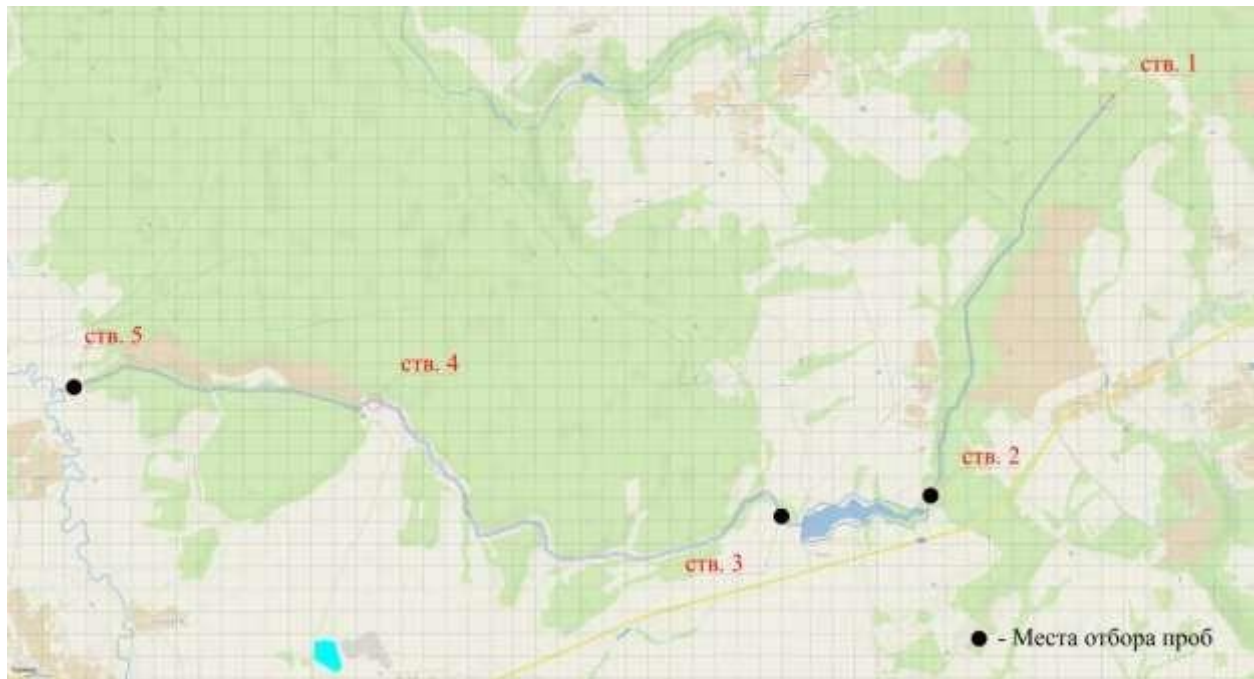 ств. 1
ств. 5
ств. 4
ств. 2
ств. 3
- Места отбора проб